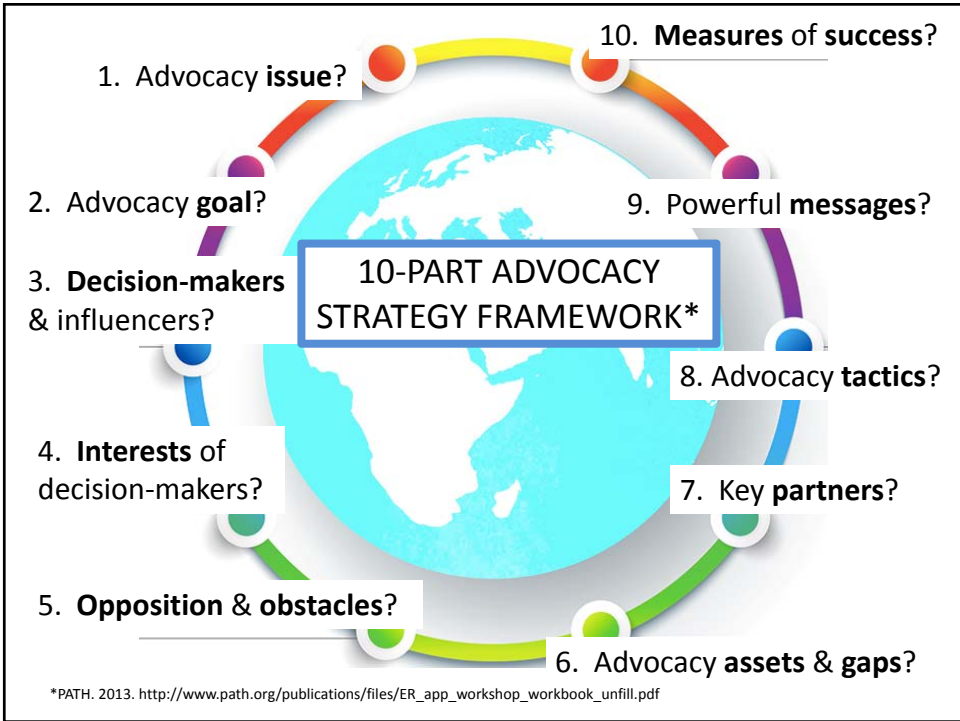 10-PART ADVOCACY
STRATEGY FRAMEWORK*
1. Advocacy issue?
2. Advocacy goal?
3. Decision-makers
& influencers?
4. Interests of
decision-makers?
5. Opposition & obstacles?
6. Advocacy assets & gaps?
7. Key partners?
8. Advocacy tactics?
9. Powerful messages?
10. Measures of success?
*PATH. 2013. http://www.path.org/publications/files/ER_app_workshop_workbook_unfill.pdf